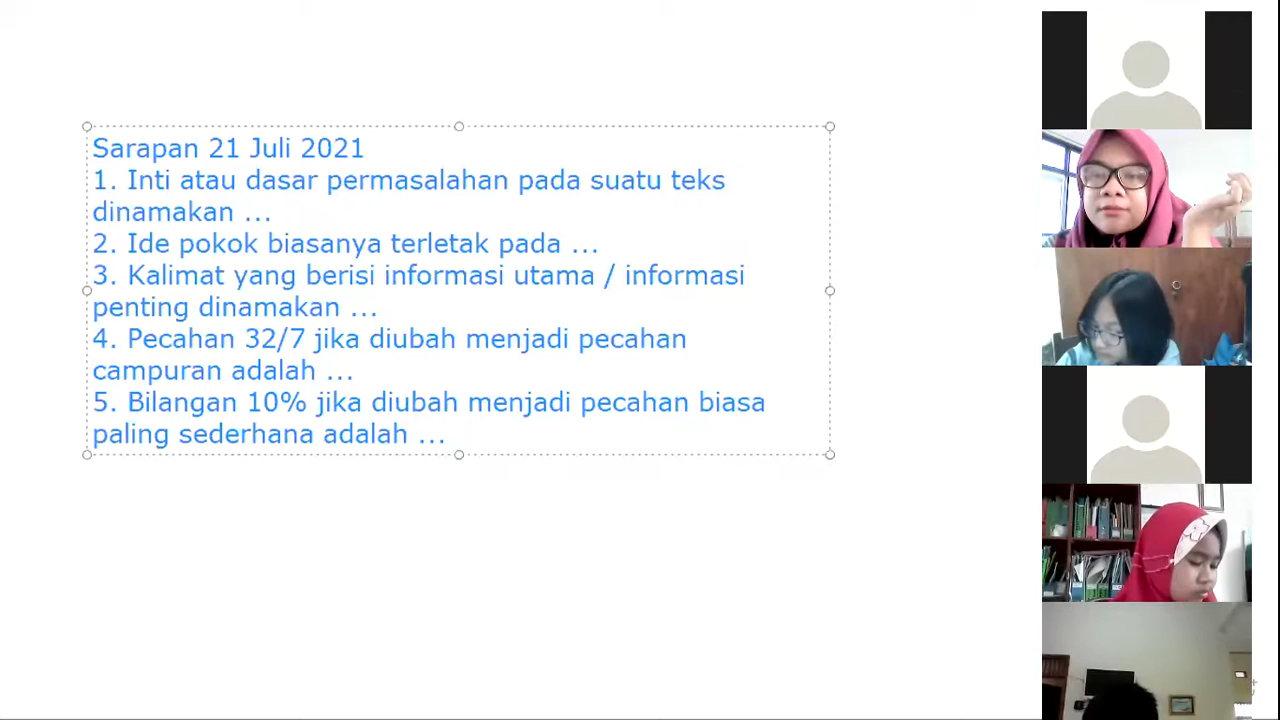 Sarapan 21 Juli 2021
1. Inti atau dasar permasalahan pada suatu teks
dinamakan ...
2. Ide pokok biasanya terletak pada ...
3. Kalimat yang berisi informasi utama / informasi
penting dinamakan ...
4. Pecahan 32/7 jika diubah menjadi pecahan
campuran adalah ...
5. Bilangan 10% jika diubah menjadi pecahan biasa
paling sederhana adalah ...